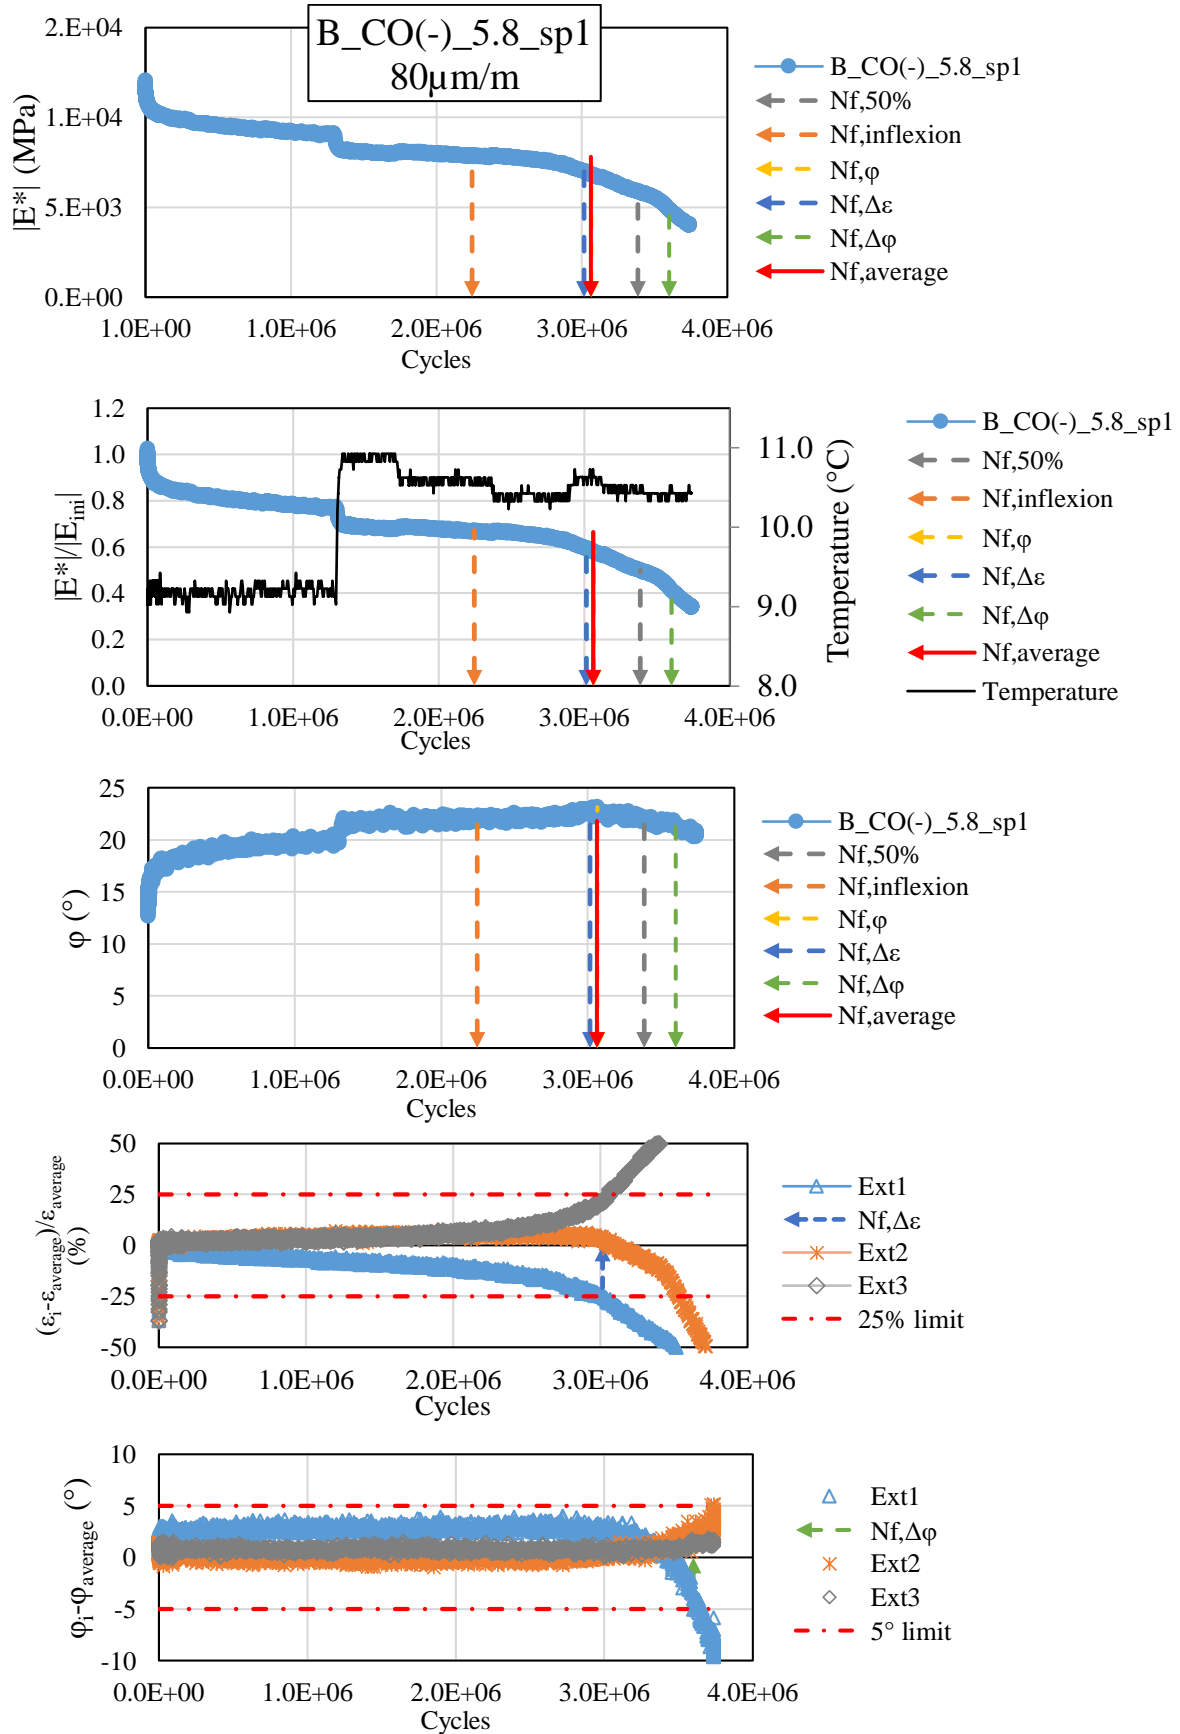 B_CO(-)_5.8_sp1
80µm/m
|E*| (MPa)
2.E+04
1.E+04
5.E+03
0.E+00
1.0E+00
1.0E+06
2.0E+06
3.0E+06
4.0E+06
Cycles
B_CO(-)_5.8_sp1
Nf,50%
Nf,inflexion
Nf,φ
Nf,Δε
Nf,Δφ
Nf,average
|E*|/|E_ini|
1.2
1.0
0.8
0.6
0.4
0.2
0.0
0.0E+00
1.0E+06
2.0E+06
3.0E+06
4.0E+06
Cycles
11.0
10.0
9.0
8.0
Temperature (°C)
B_CO(-)_5.8_sp1
Nf,50%
Nf,inflexion
Nf,φ
Nf,Δε
Nf,Δφ
Nf,average
Temperature
φ (°)
25
20
15
10
5
0
0.0E+00
1.0E+06
2.0E+06
3.0E+06
4.0E+06
Cycles
B_CO(-)_5.8_sp1
Nf,50%
Nf,inflexion
Nf,φ
Nf,Δε
Nf,Δφ
Nf,average
(ε_i-ε_average)/ε_average
(%)
50
25
0
-25
-50
0.0E+00
1.0E+06
2.0E+06
3.0E+06
4.0E+06
Cycles
Ext1
Nf,Δε
Ext2
Ext3
25% limit
φ_i-φ_average (°)
10
5
0
-5
-10
0.0E+00
1.0E+06
2.0E+06
3.0E+06
4.0E+06
Cycles
Ext1
Nf,Δφ
Ext2
Ext3
5° limit